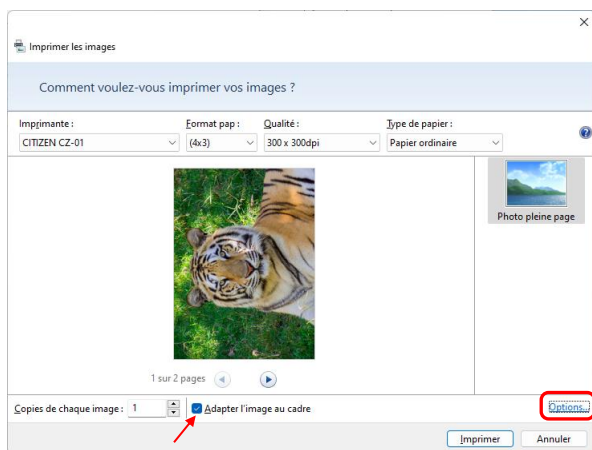 Imprimer les images
Comment voulez-vous imprimer vos images ?
Imprimante : Format pap : Qualité : Type de papier :
CITIZEN CZ-01 (4x3) 300 x 300dpi Papier ordinaire
Photo pleine page
1 sur 2 pages
Copies de chaque image : 1 Adapter l'image au cadre Options...
Imprimer Annuler